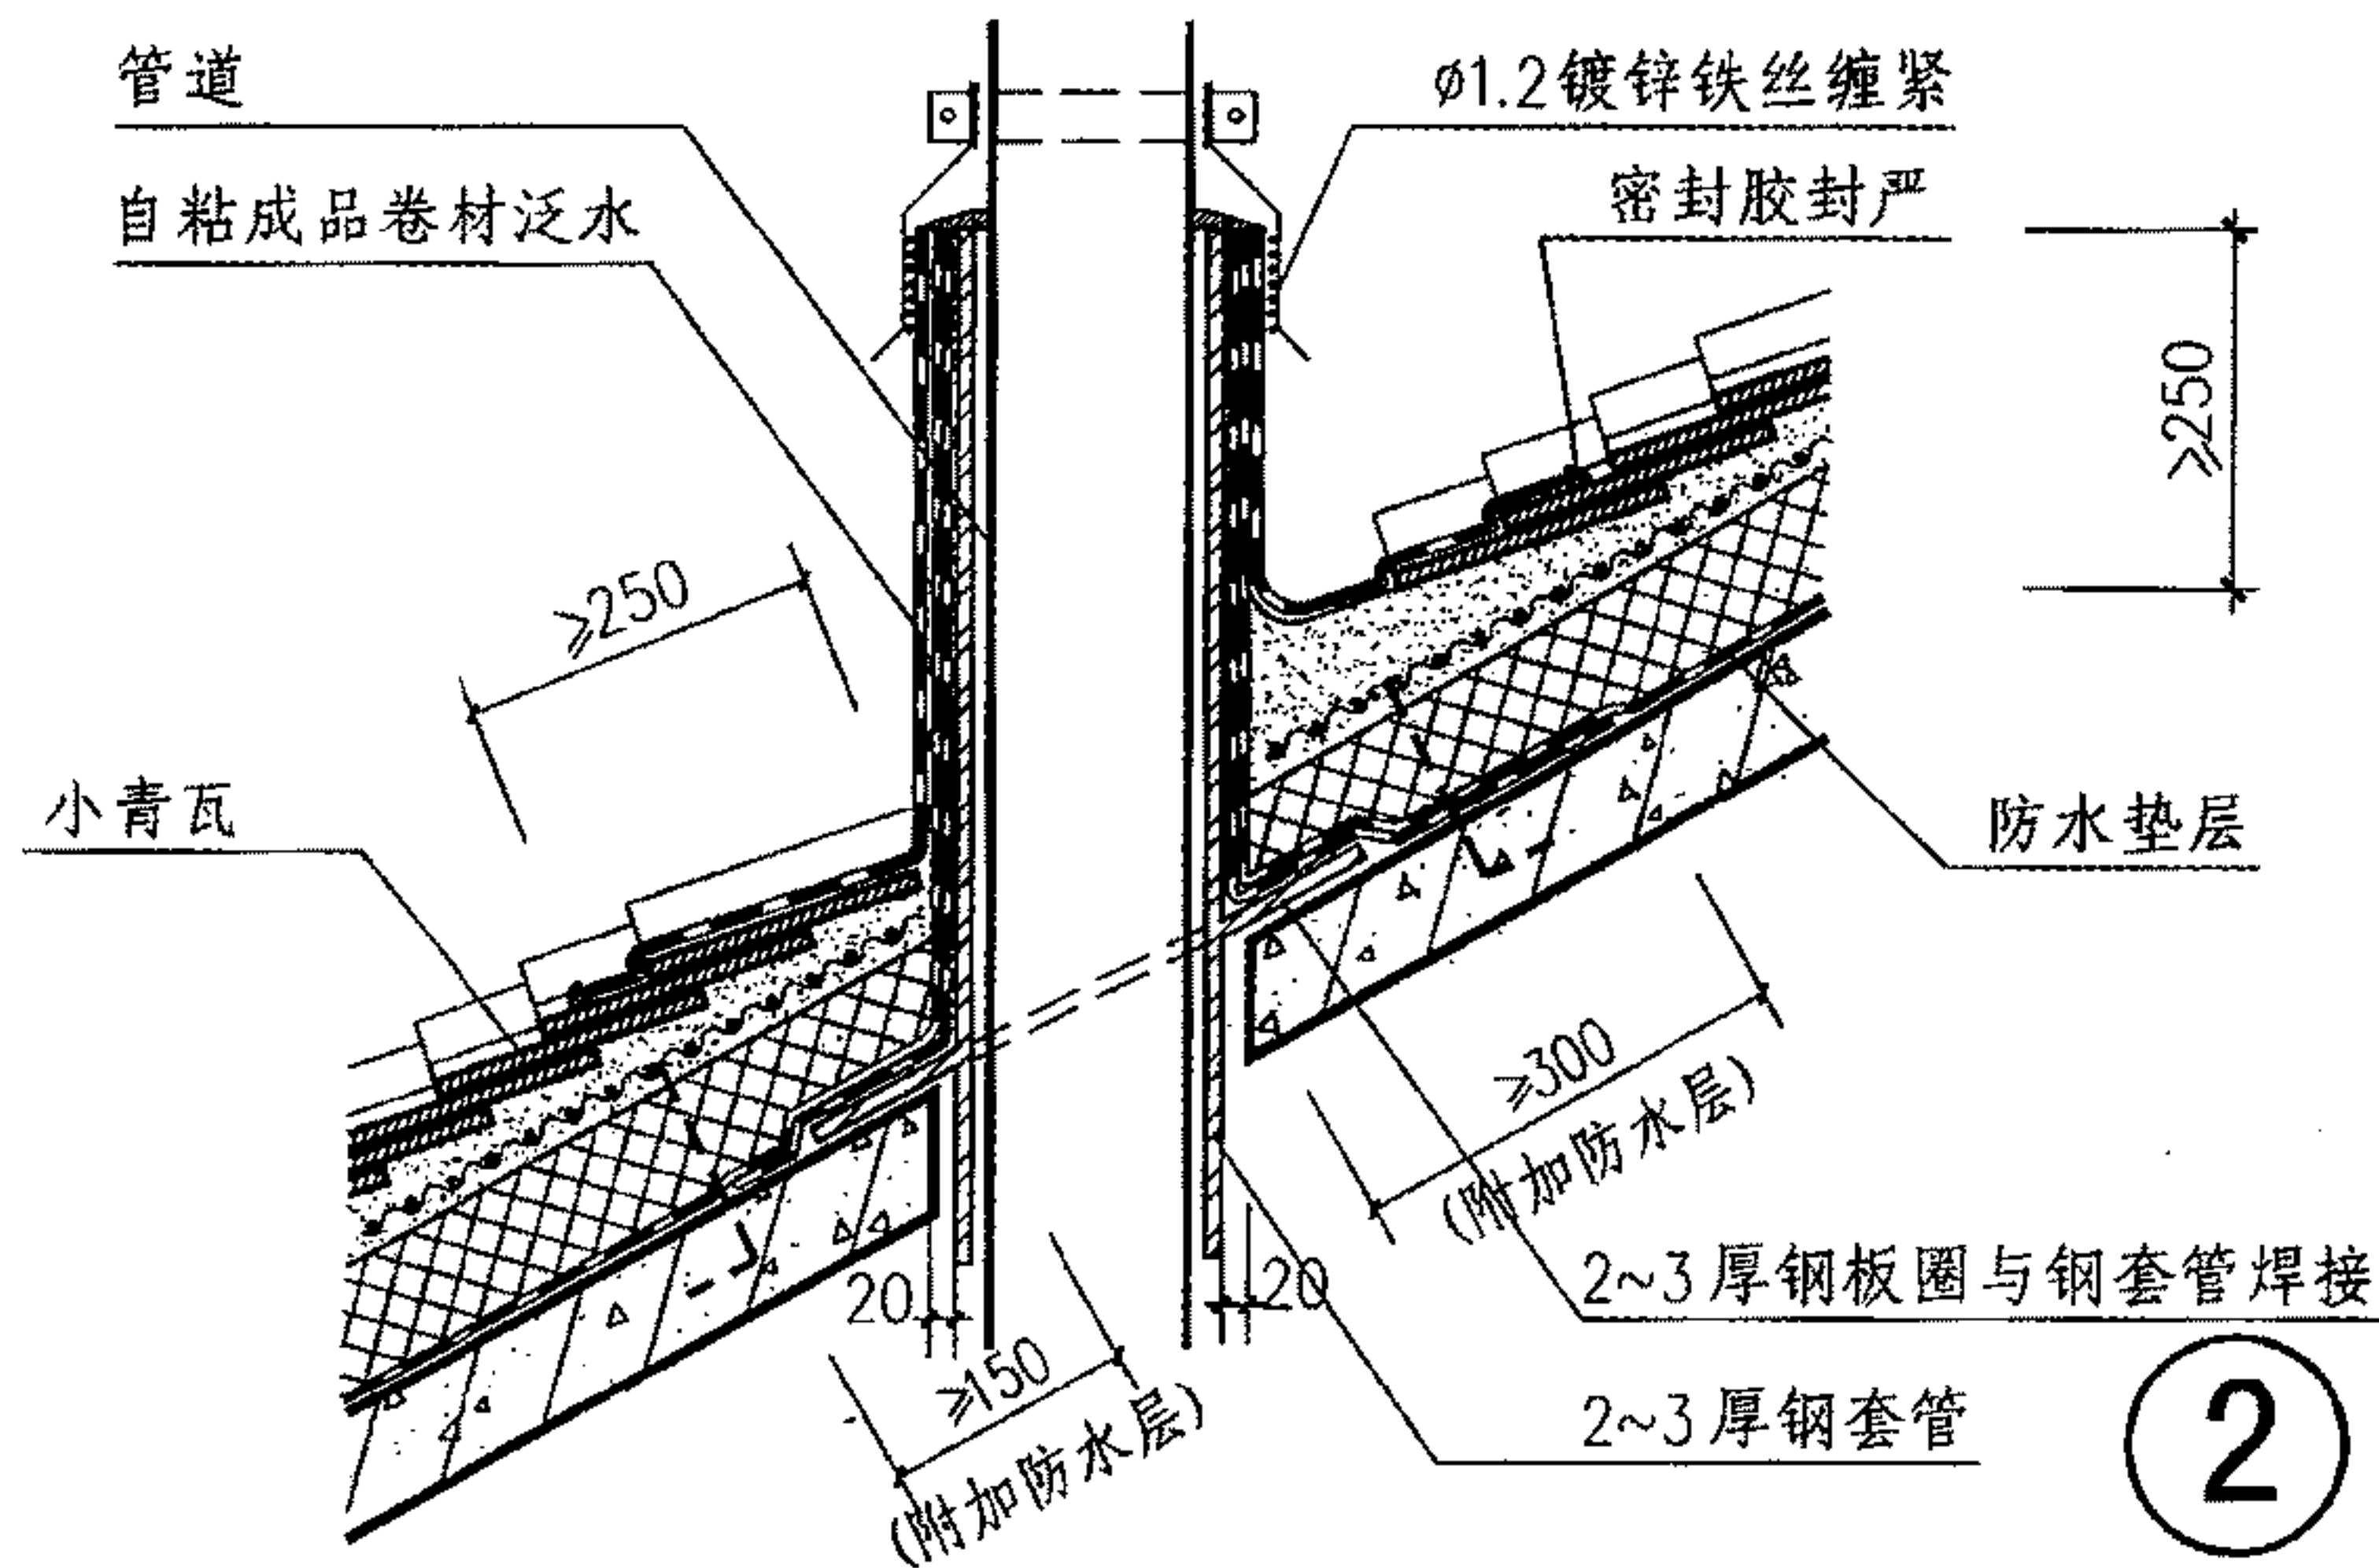 管道
ø1.2镀锌铁丝缠紧
自粘成品卷材泛水
密封胶封严
≥250
≥250
小青瓦
防水垫层
≥300
(附加防水层)
20
20
2~3厚钢板圈与钢套管焊接
≥150
(附加防水层)
2~3厚钢套管
2